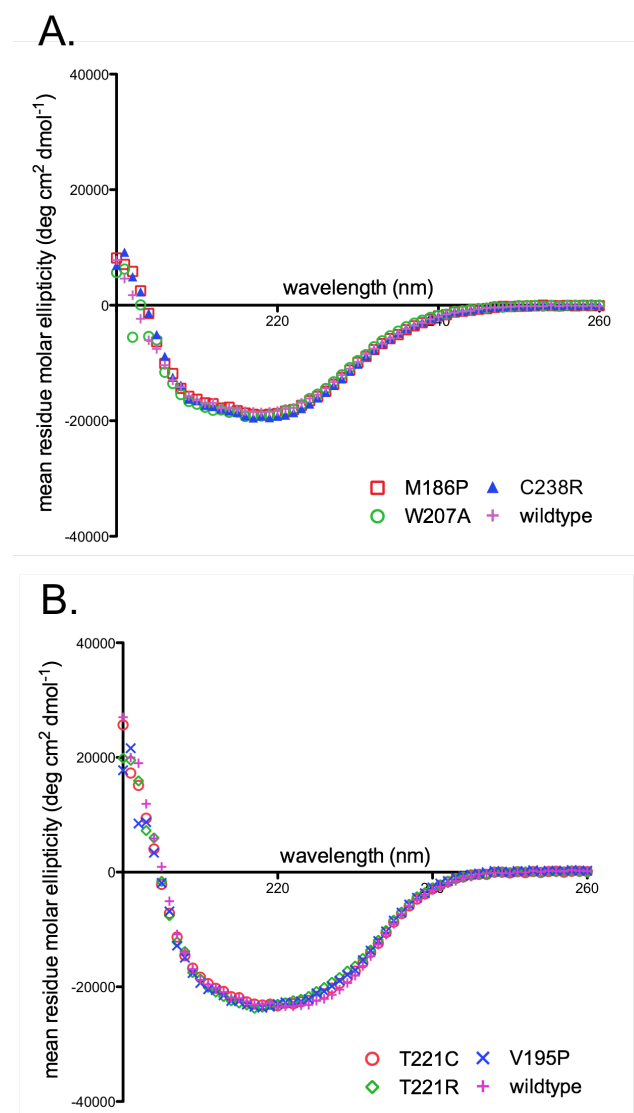 A.
mean residue molar ellipticity (deg cm2 dmol-1)
40000
20000
0
-20000
-40000
wavelength (nm)
220
240
260
M186P
C238R
W207A
wildtype
B.
mean residue molar ellipticity (deg cm2 dmol-1)
40000
20000
0
-20000
-40000
wavelength (nm)
220
240
260
T221C
V195P
T221R
wildtype